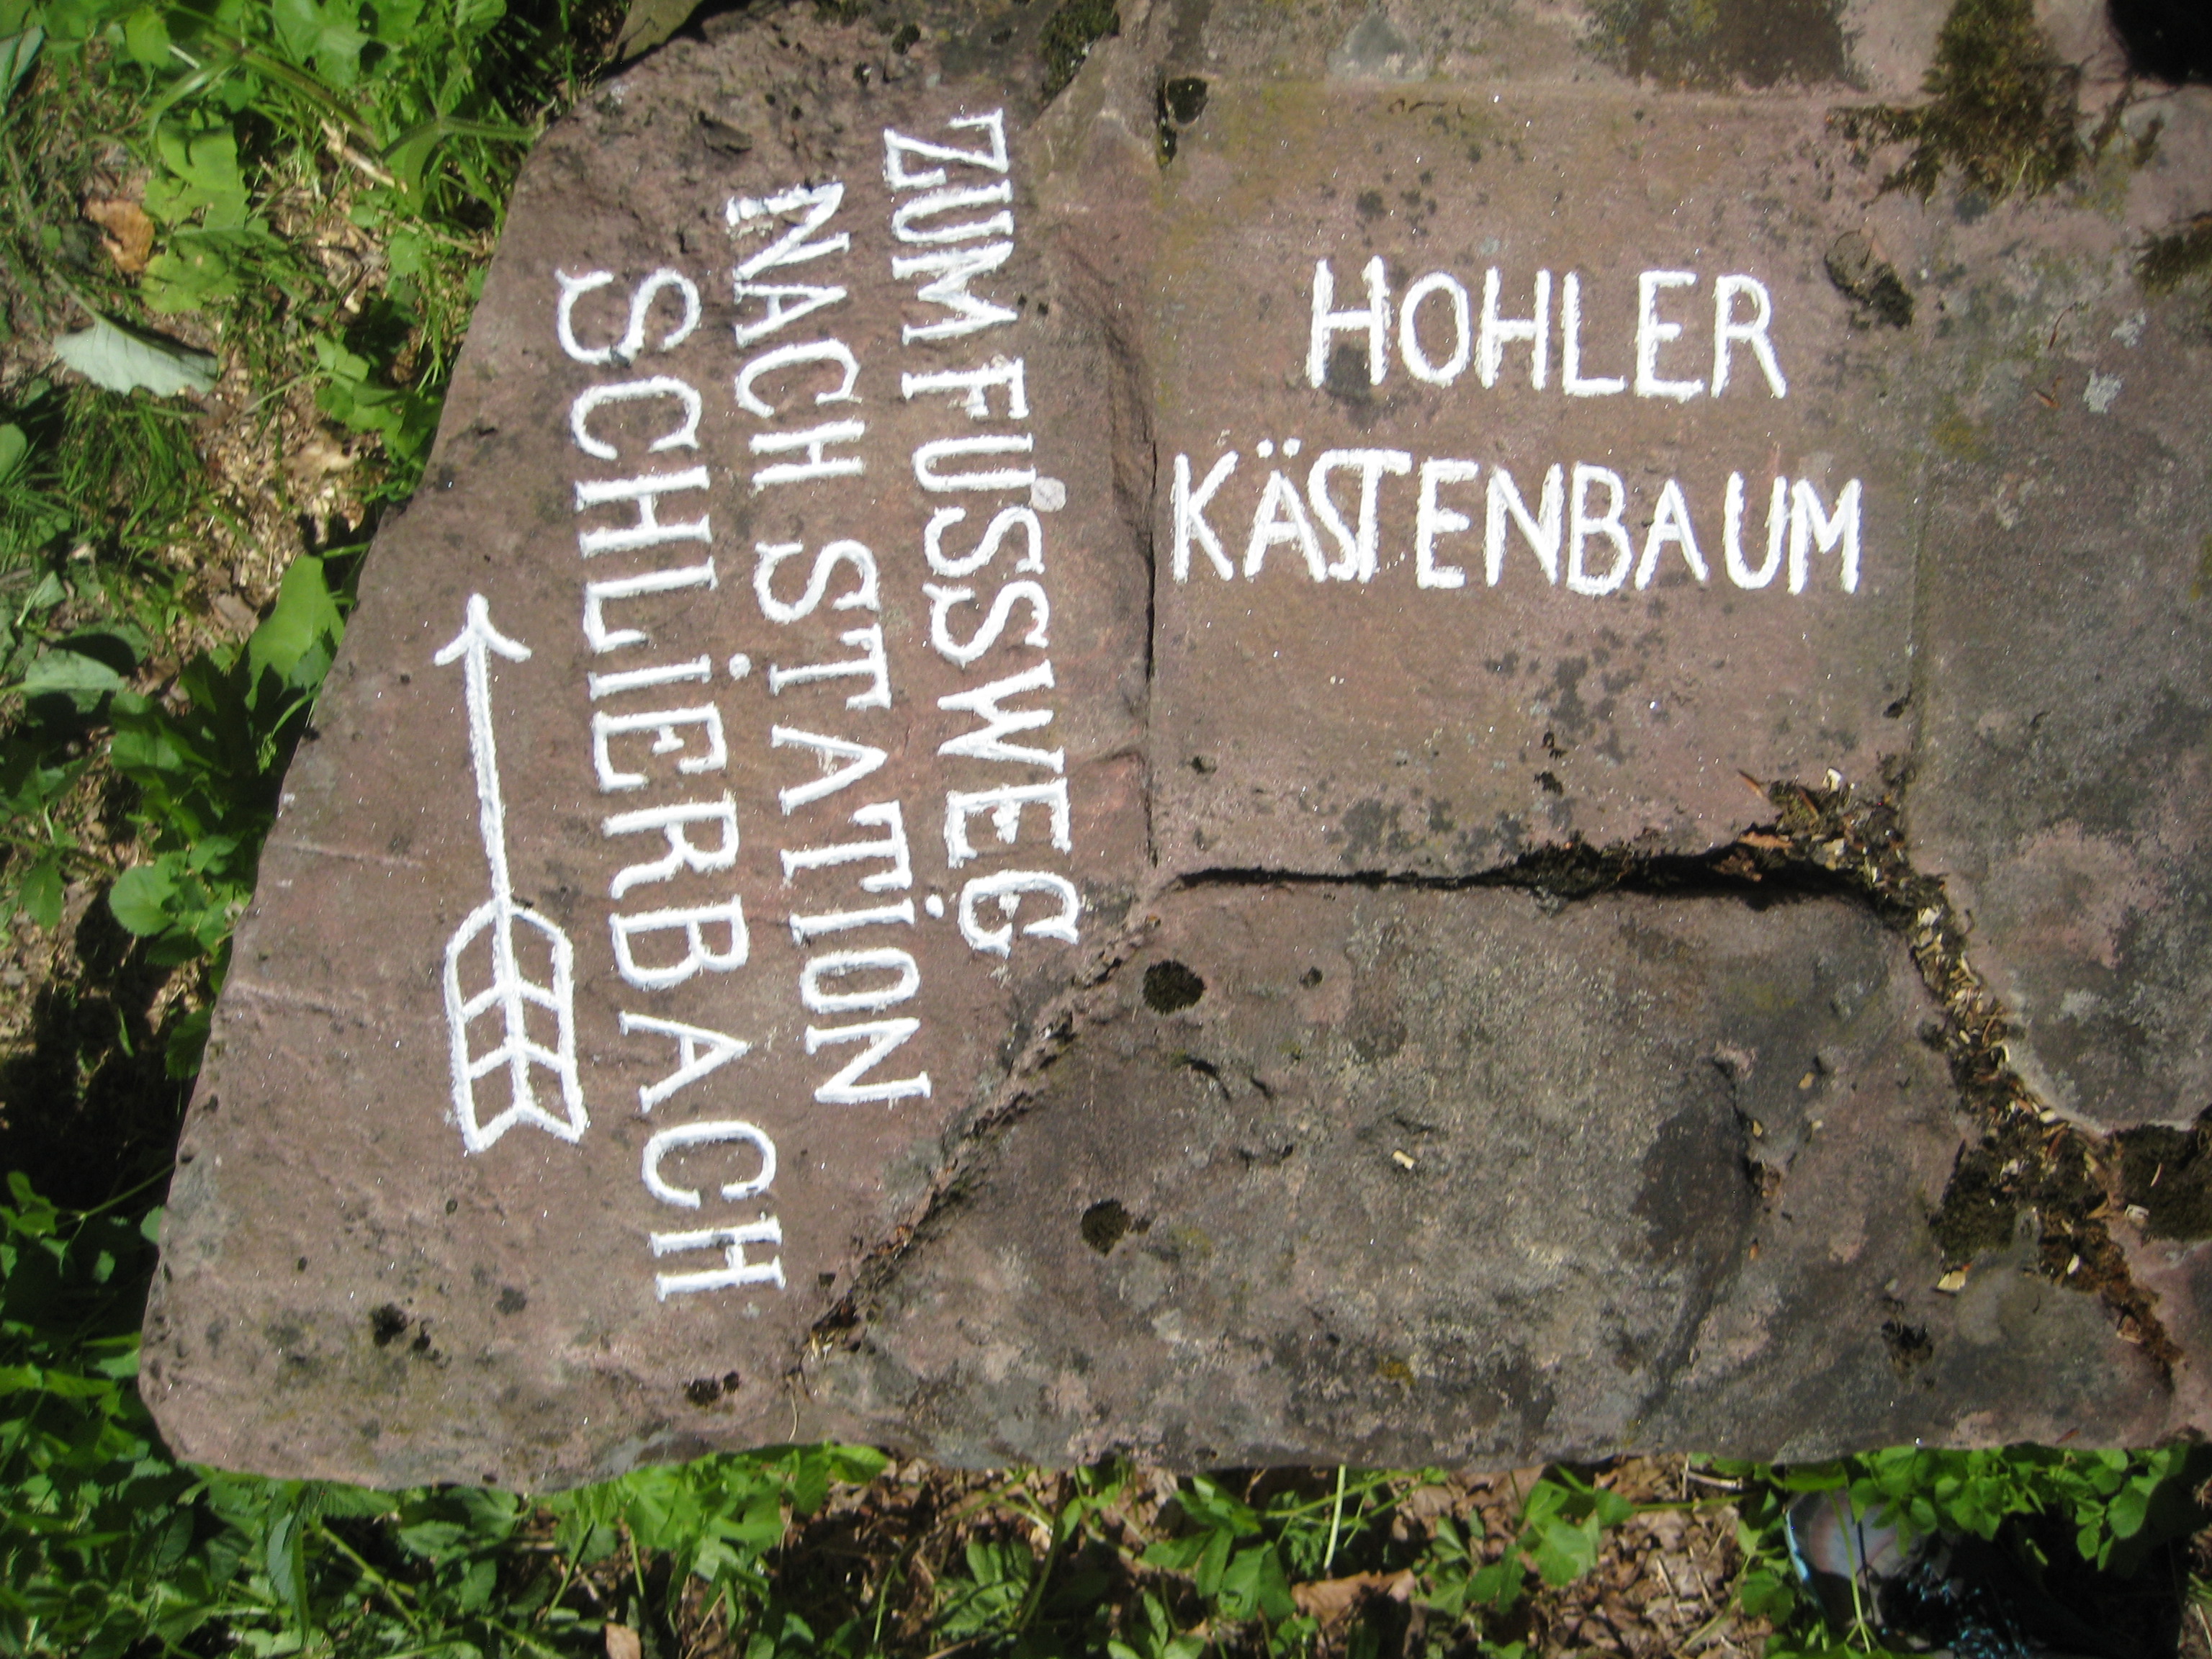 HOHLER
KÄSTENBAUM
ZUM FUSSWEG
NACH STATION
SCHLIERBACH